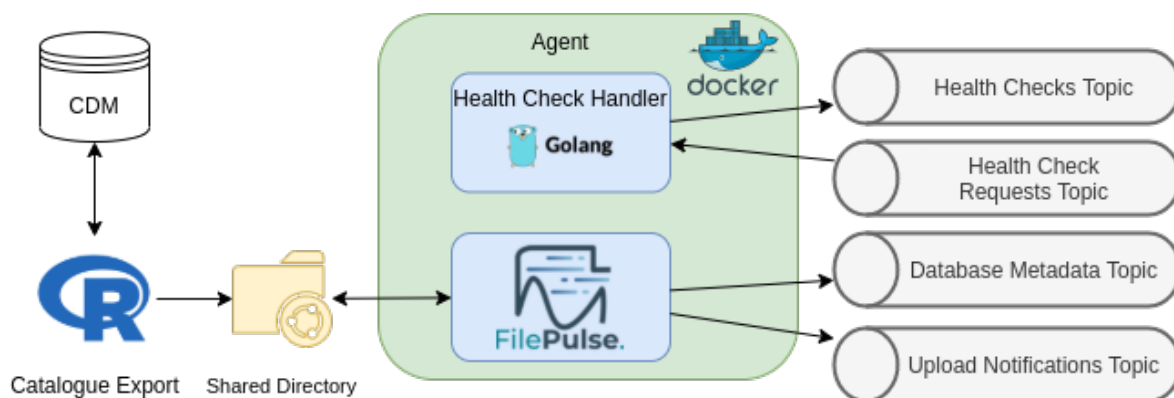 CDM
Catalogue Export
Shared Directory
Agent
docker
Health Check Handler
Golang
FilePulse.
Health Checks Topic
Health Check
Requests Topic
Database Metadata Topic
Upload Notifications Topic